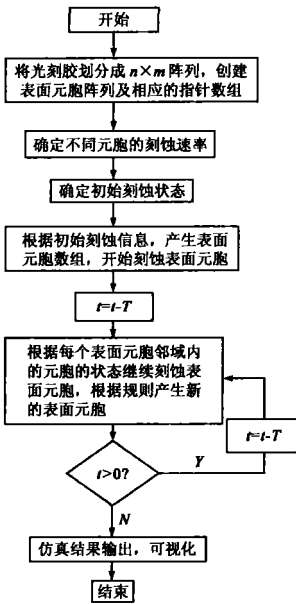 开始
将光刻胶划分成 n×m 阵列，创建
表面元胞阵列及相应的指针数组
确定不同元胞的刻蚀速率
确定初始刻蚀状态
根据初始刻蚀信息，产生表面
元胞数组，开始刻蚀表面元胞
t=t-T
根据每个表面元胞邻域内
的元胞的状态继续刻蚀表
面元胞，根据规则产生新
的表面元胞
t=t-T
t>0?
Y
N
仿真结果输出，可视化
结束